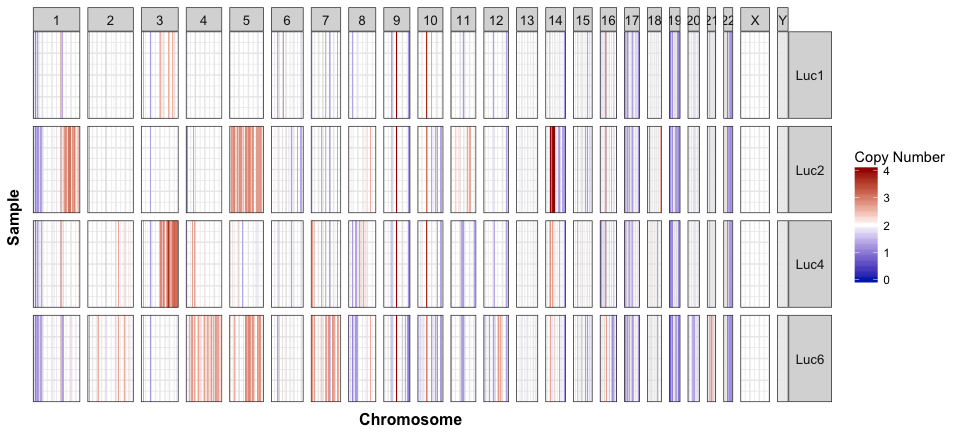 1 2 3 4 5 6 7 8 9 10 11 12 13 14 15 16 17 18 19 20 21 22 X Y
Luc1
Luc2
Luc4
Luc6
Sample
Chromosome
Copy Number
4
3
2
1
0